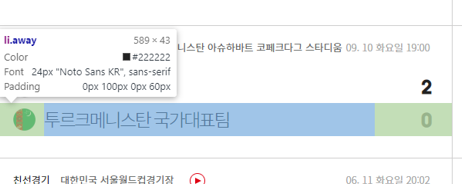 li.away 589 × 43
Color #222222
Font 24px "Noto Sans KR", sans-serif
Padding 0px 100px 0px 60px
니스탄 아슈하바트 코페크다그 스타디움 09. 10 화요일 19:00
2
투르크메니스탄 국가대표팀 0
친선경기 대한민국 서울월드컵경기장 06. 11 화요일 20:02